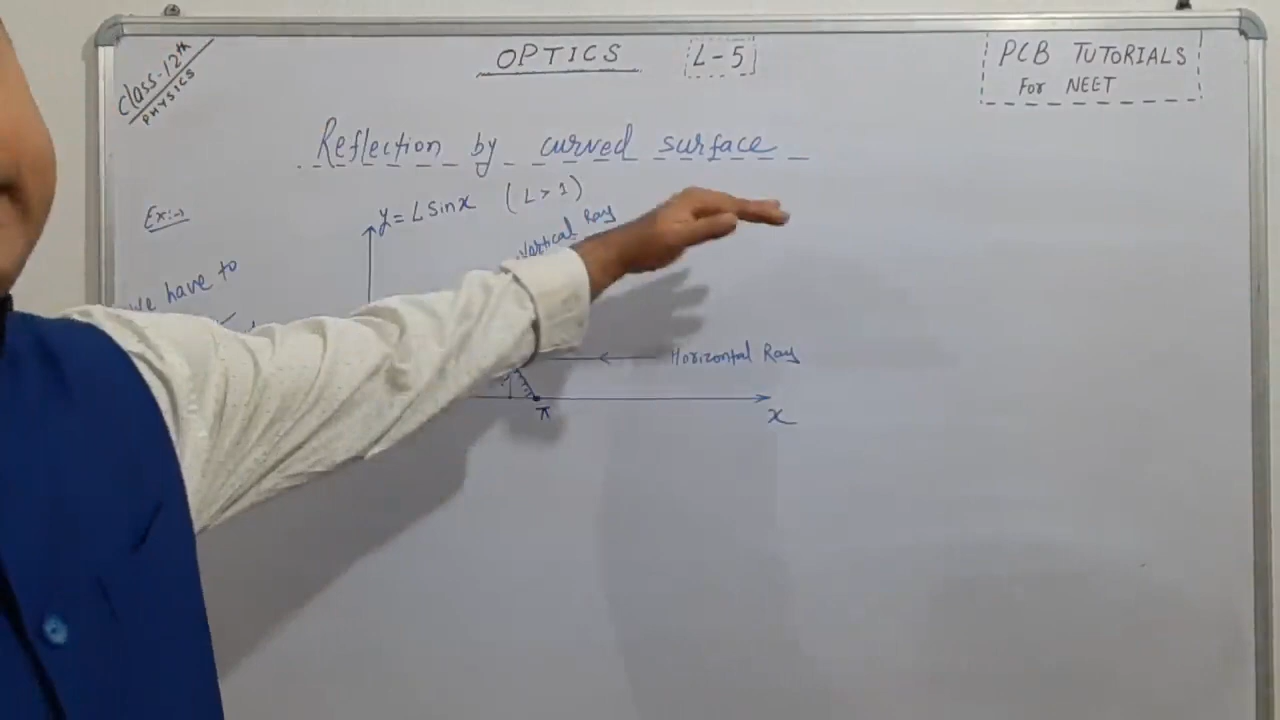 Class-12th
PHYSICS
OPTICS
L-5
PCB TUTORIALS
For NEET
Reflection by curved surface
Ex:→
y = L Sinx (L > 1)
Vertical Ray
We have to
Horizontal Ray
π
x